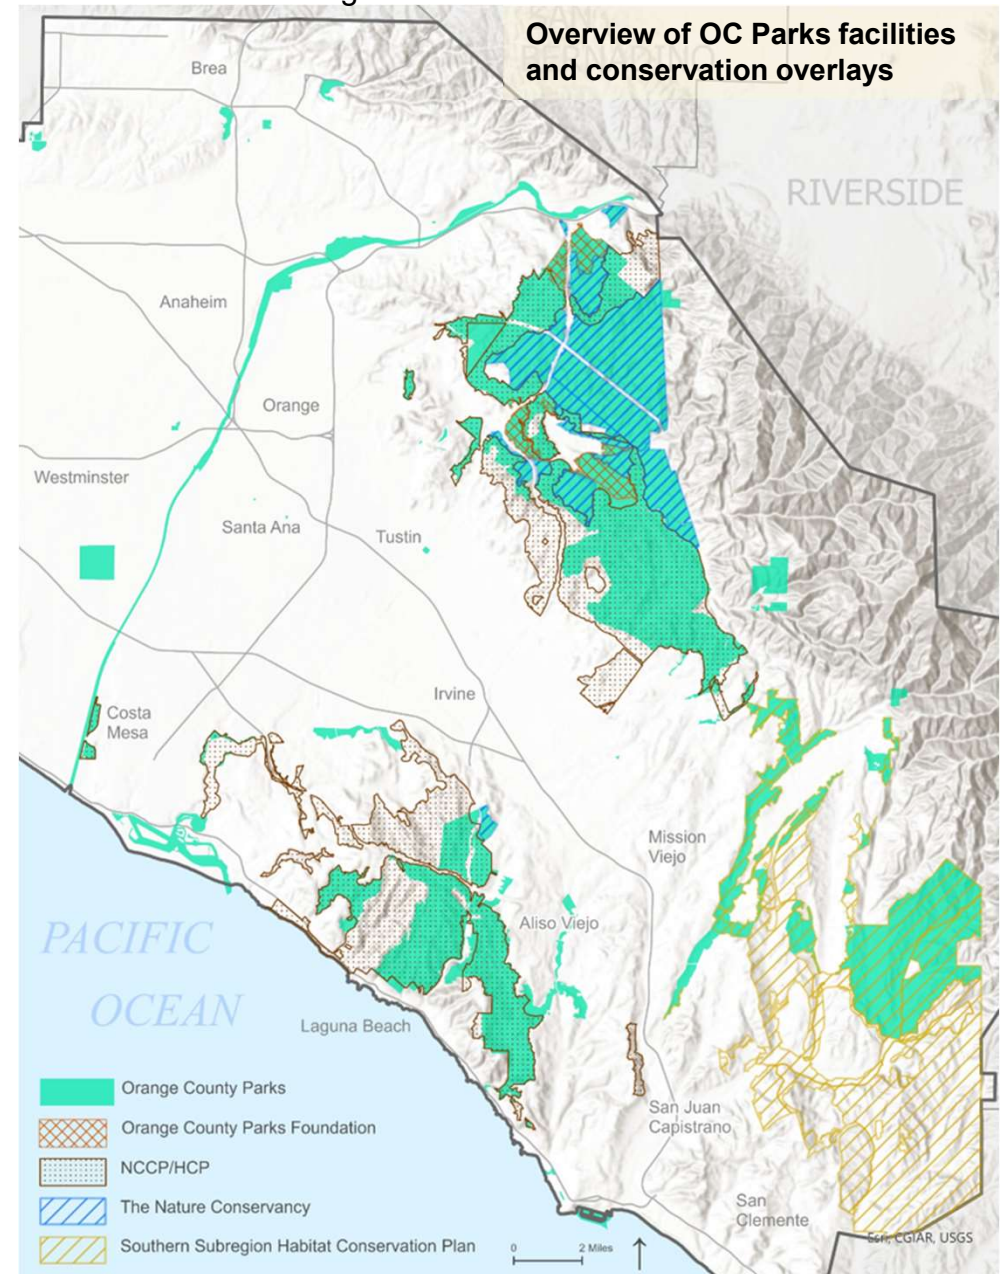 Overview of OC Parks facilities
and conservation overlays
Brea
RIVERSIDE
Anaheim
Orange
Westminster
Santa Ana
Tustin
Irvine
Costa
Mesa
Mission
Viejo
Aliso Viejo
PACIFIC
OCEAN
Laguna Beach
San Juan
Capistrano
San
Clemente
Orange County Parks
Orange County Parks Foundation
NCCP/HCP
The Nature Conservancy
Southern Subregion Habitat Conservation Plan
0 2 Miles
Esri, CGIAR, USGS